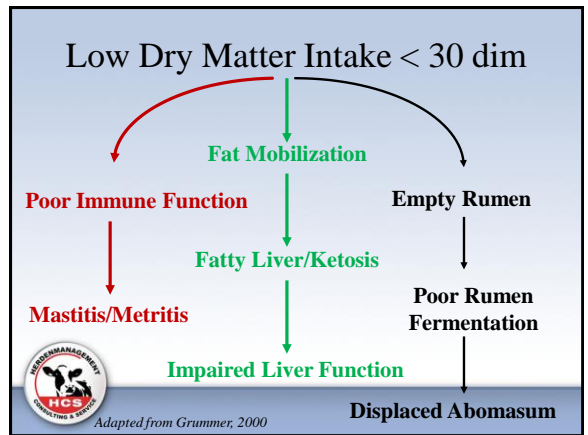 Low Dry Matter Intake < 30 dim
Fat Mobilization
Poor Immune Function
Empty Rumen
Fatty Liver/Ketosis
Mastitis/Metritis
Poor Rumen
Fermentation
Impaired Liver Function
Displaced Abomasum
HERDENMANAGEMENT
HCS
CONSULTING & SERVICE
Adapted from Grummer, 2000